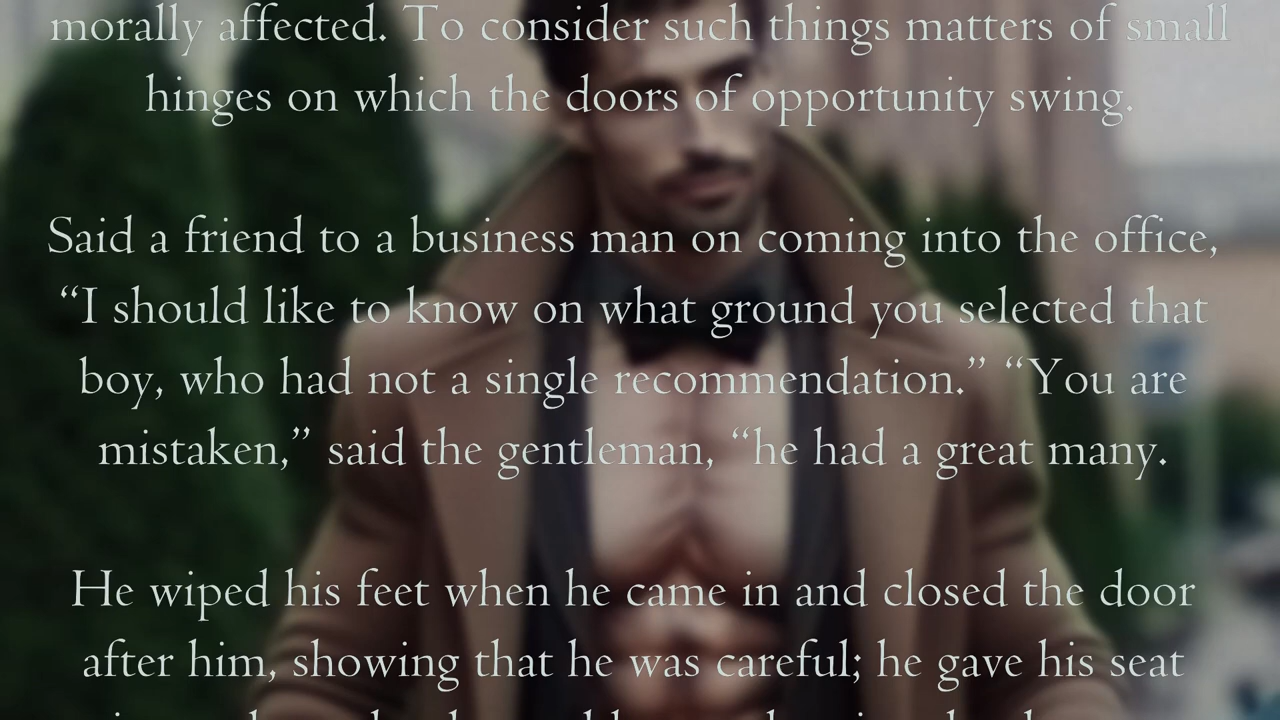 morally affected. To consider such things matters of small
hinges on which the doors of opportunity swing.
Said a friend to a business man on coming into the office,
“I should like to know on what ground you selected that
boy, who had not a single recommendation.” “You are
mistaken,” said the gentleman, “he had a great many.
He wiped his feet when he came in and closed the door
after him, showing that he was careful; he gave his seat